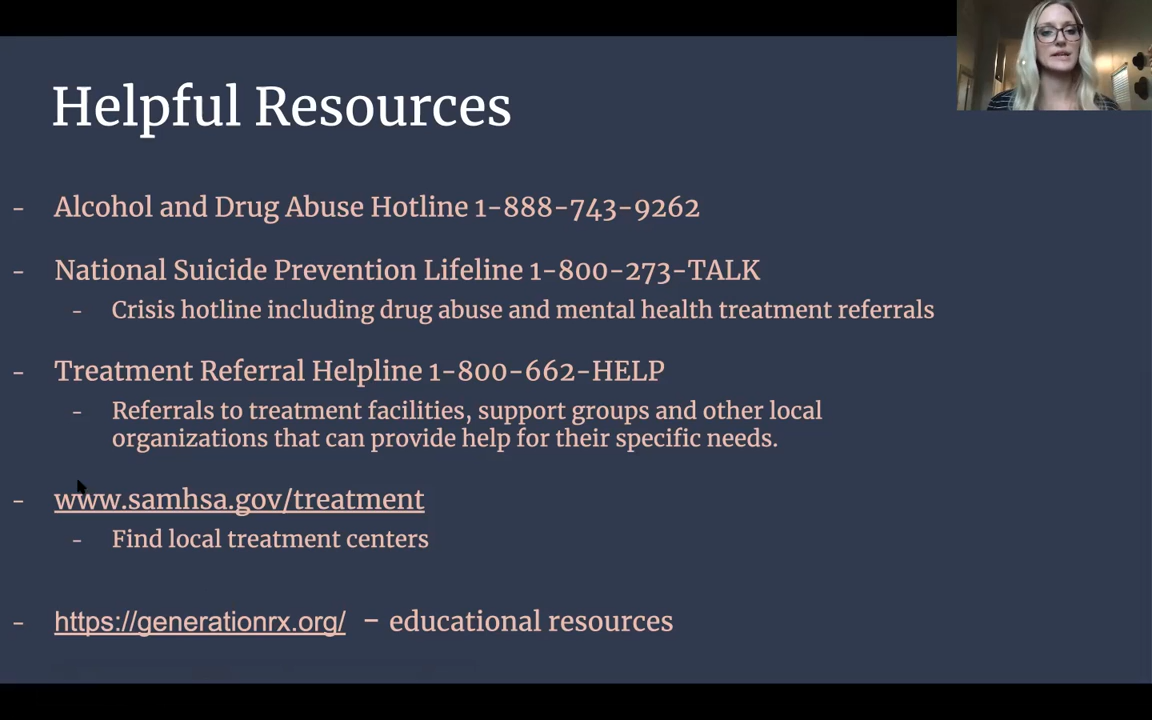 Helpful Resources
- Alcohol and Drug Abuse Hotline 1-888-743-9262
- National Suicide Prevention Lifeline 1-800-273-TALK
- Crisis hotline including drug abuse and mental health treatment referrals
- Treatment Referral Helpline 1-800-662-HELP
- Referrals to treatment facilities, support groups and other local
organizations that can provide help for their specific needs.
- www.samhsa.gov/treatment
- Find local treatment centers
- https://generationrx.org/ – educational resources